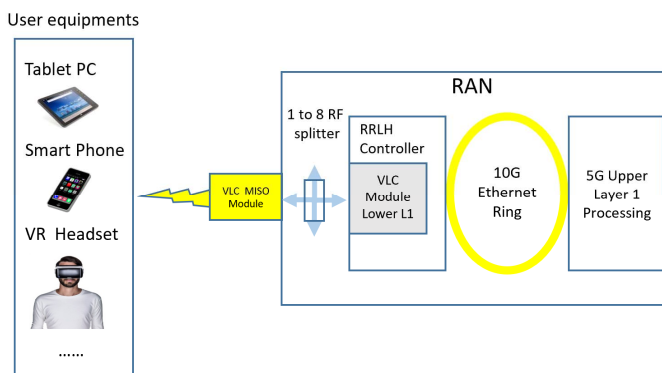 User equipments
Tablet PC
Smart Phone
VR Headset
......
VLC MISO
Module
1 to 8 RF
splitter
RAN
RRLH
Controller
VLC
Module
Lower L1
10G
Ethernet
Ring
5G Upper
Layer 1
Processing